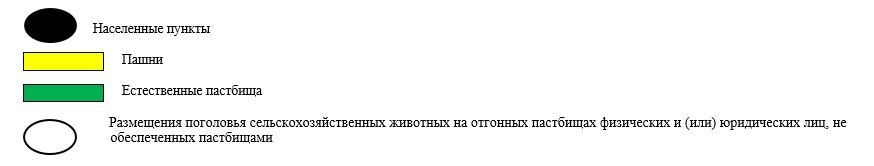 Населенные пункты
Пашни
Естественные пастбища
Размещения поголовья сельскохозяйственных животных на отгонных пастбищах физических и (или) юридических лиц, не
обеспеченных пастбищами